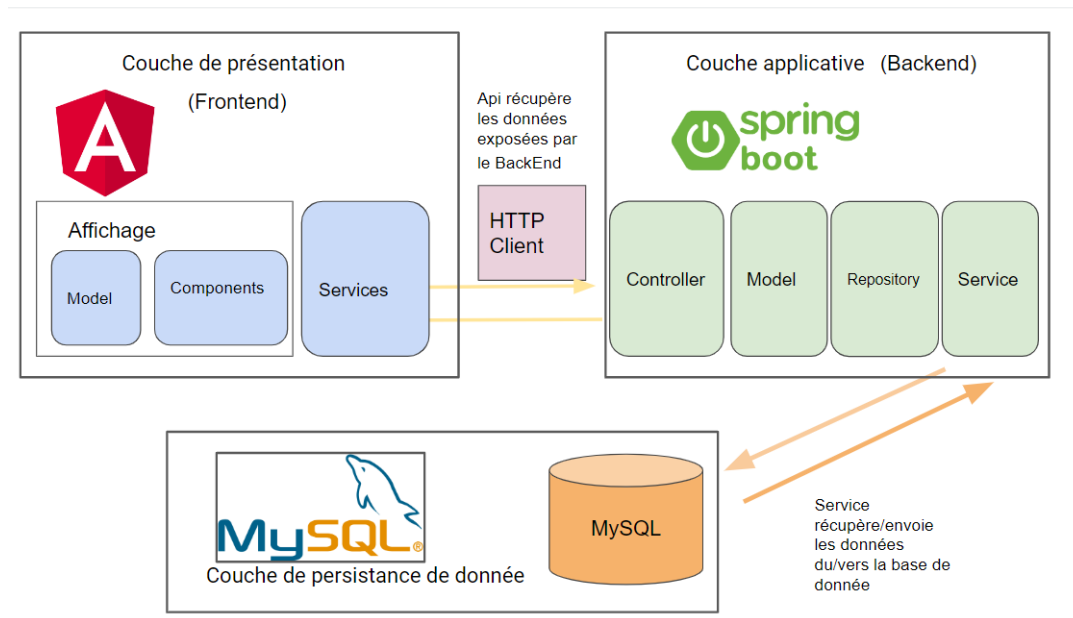 Couche de présentation
(Frontend)
Affichage
Model
Components
Services
Api récupère
les données
exposées par
le BackEnd
HTTP
Client
Couche applicative (Backend)
spring
boot
Controller
Model
Repository
Service
MySQL®
Couche de persistance de donnée
MySQL
Service
récupère/envoie
les données
du/vers la base de
donnée